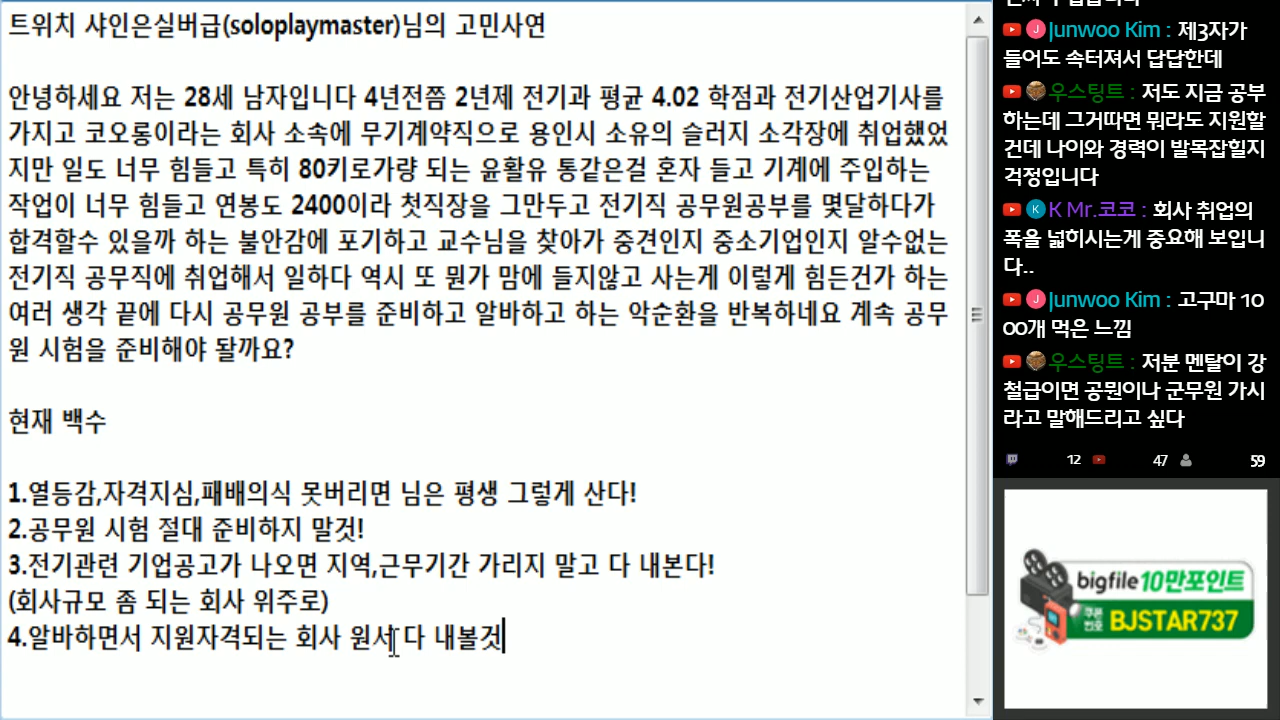 트위치 샤인은실버급(soloplaymaster)님의 고민사연
안녕하세요 저는 28세 남자입니다 4년전쯤 2년제 전기과 평균 4.02 학점과 전기산업기사를
가지고 코오롱이라는 회사 소속에 무기계약직으로 용인시 소유의 슬러지 소각장에 취업했었
지만 일도 너무 힘들고 특히 80키로가량 되는 윤활유 통같은걸 혼자 들고 기계에 주입하는
작업이 너무 힘들고 연봉도 2400이라 첫직장을 그만두고 전기직 공무원공부를 몇달하다가
합격할수 있을까 하는 불안감에 포기하고 교수님을 찾아가 중견인지 중소기업인지 알수없는
전기직 공무직에 취업해서 일하다 역시 또 뭔가 맘에 들지않고 사는게 이렇게 힘든건가 하는
여러 생각 끝에 다시 공무원 공부를 준비하고 알바하고 하는 악순환을 반복하네요 계속 공무
원 시험을 준비해야 돨까요?
현재 백수
1.열등감,자격지심,패배의식 못버리면 님은 평생 그렇게 산다!
2.공무원 시험 절대 준비하지 말것!
3.전기관련 기업공고가 나오면 지역,근무기간 가리지 말고 다 내본다!
(회사규모 좀 되는 회사 위주로)
4.알바하면서 지원자격되는 회사 원서 다 내볼것
Junwoo Kim : 제3자가
들어도 속터져서 답답한데
우스팅트 : 저도 지금 공부
하는데 그거따면 뭐라도 지원할
건데 나이와 경력이 발목잡힐지
걱정입니다
K Mr.코코 : 회사 취업의
폭을 넓히시는게 중요해 보입니
다..
Junwoo Kim : 고구마 10
00개 먹은 느낌
우스팅트 : 저분 멘탈이 강
철급이면 공뭔이나 군무원 가시
라고 말해드리고 싶다
12 47 59
bigfile 10만포인트
쿠폰
번호 BJSTAR737